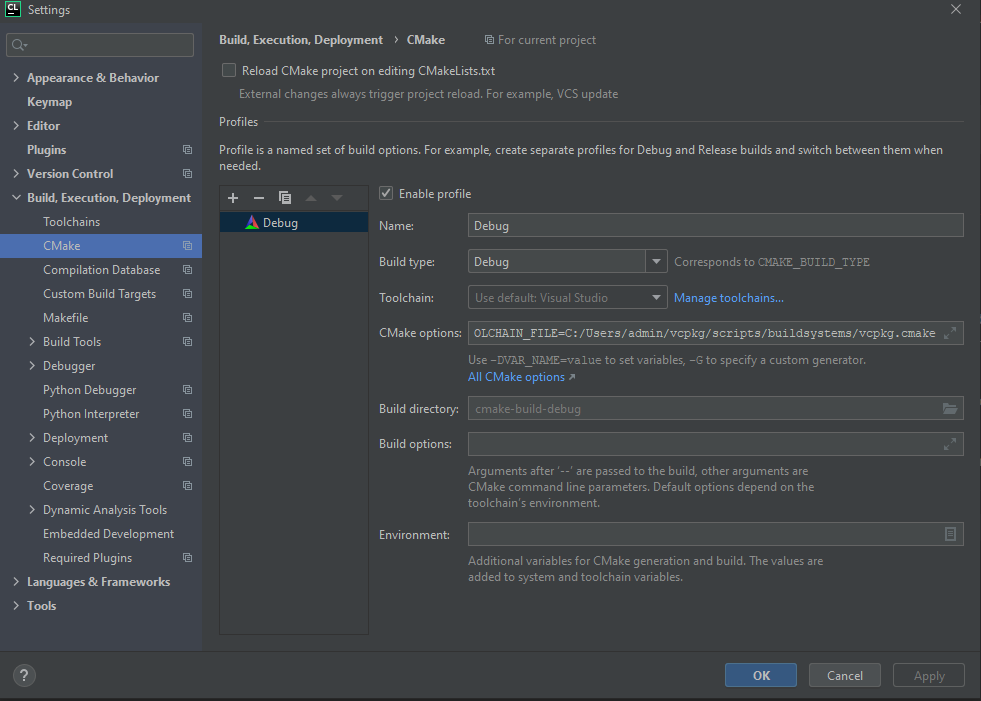 CL Settings
Build, Execution, Deployment › CMake For current project
Reload CMake project on editing CMakeLists.txt
External changes always trigger project reload. For example, VCS update
Profiles
Profile is a named set of build options. For example, create separate profiles for Debug and Release builds and switch between them when
needed.
Appearance & Behavior
Keymap
Editor
Plugins
Version Control
Build, Execution, Deployment
Toolchains
CMake
Compilation Database
Custom Build Targets
Makefile
Build Tools
Debugger
Python Debugger
Python Interpreter
Deployment
Console
Coverage
Dynamic Analysis Tools
Embedded Development
Required Plugins
Languages & Frameworks
Tools
Debug
Enable profile
Name: Debug
Build type: Debug Corresponds to CMAKE_BUILD_TYPE
Toolchain: Use default: Visual Studio Manage toolchains...
CMake options: OLCHAIN_FILE=C:/Users/admin/vcpkg/scripts/buildsystems/vcpkg.cmake
Use -DVAR_NAME=value to set variables, -G to specify a custom generator.
All CMake options ↗
Build directory: cmake-build-debug
Build options:
Arguments after '--' are passed to the build, other arguments are
CMake command line parameters. Default options depend on the
toolchain's environment.
Environment:
Additional variables for CMake generation and build. The values are
added to system and toolchain variables.
? OK Cancel Apply